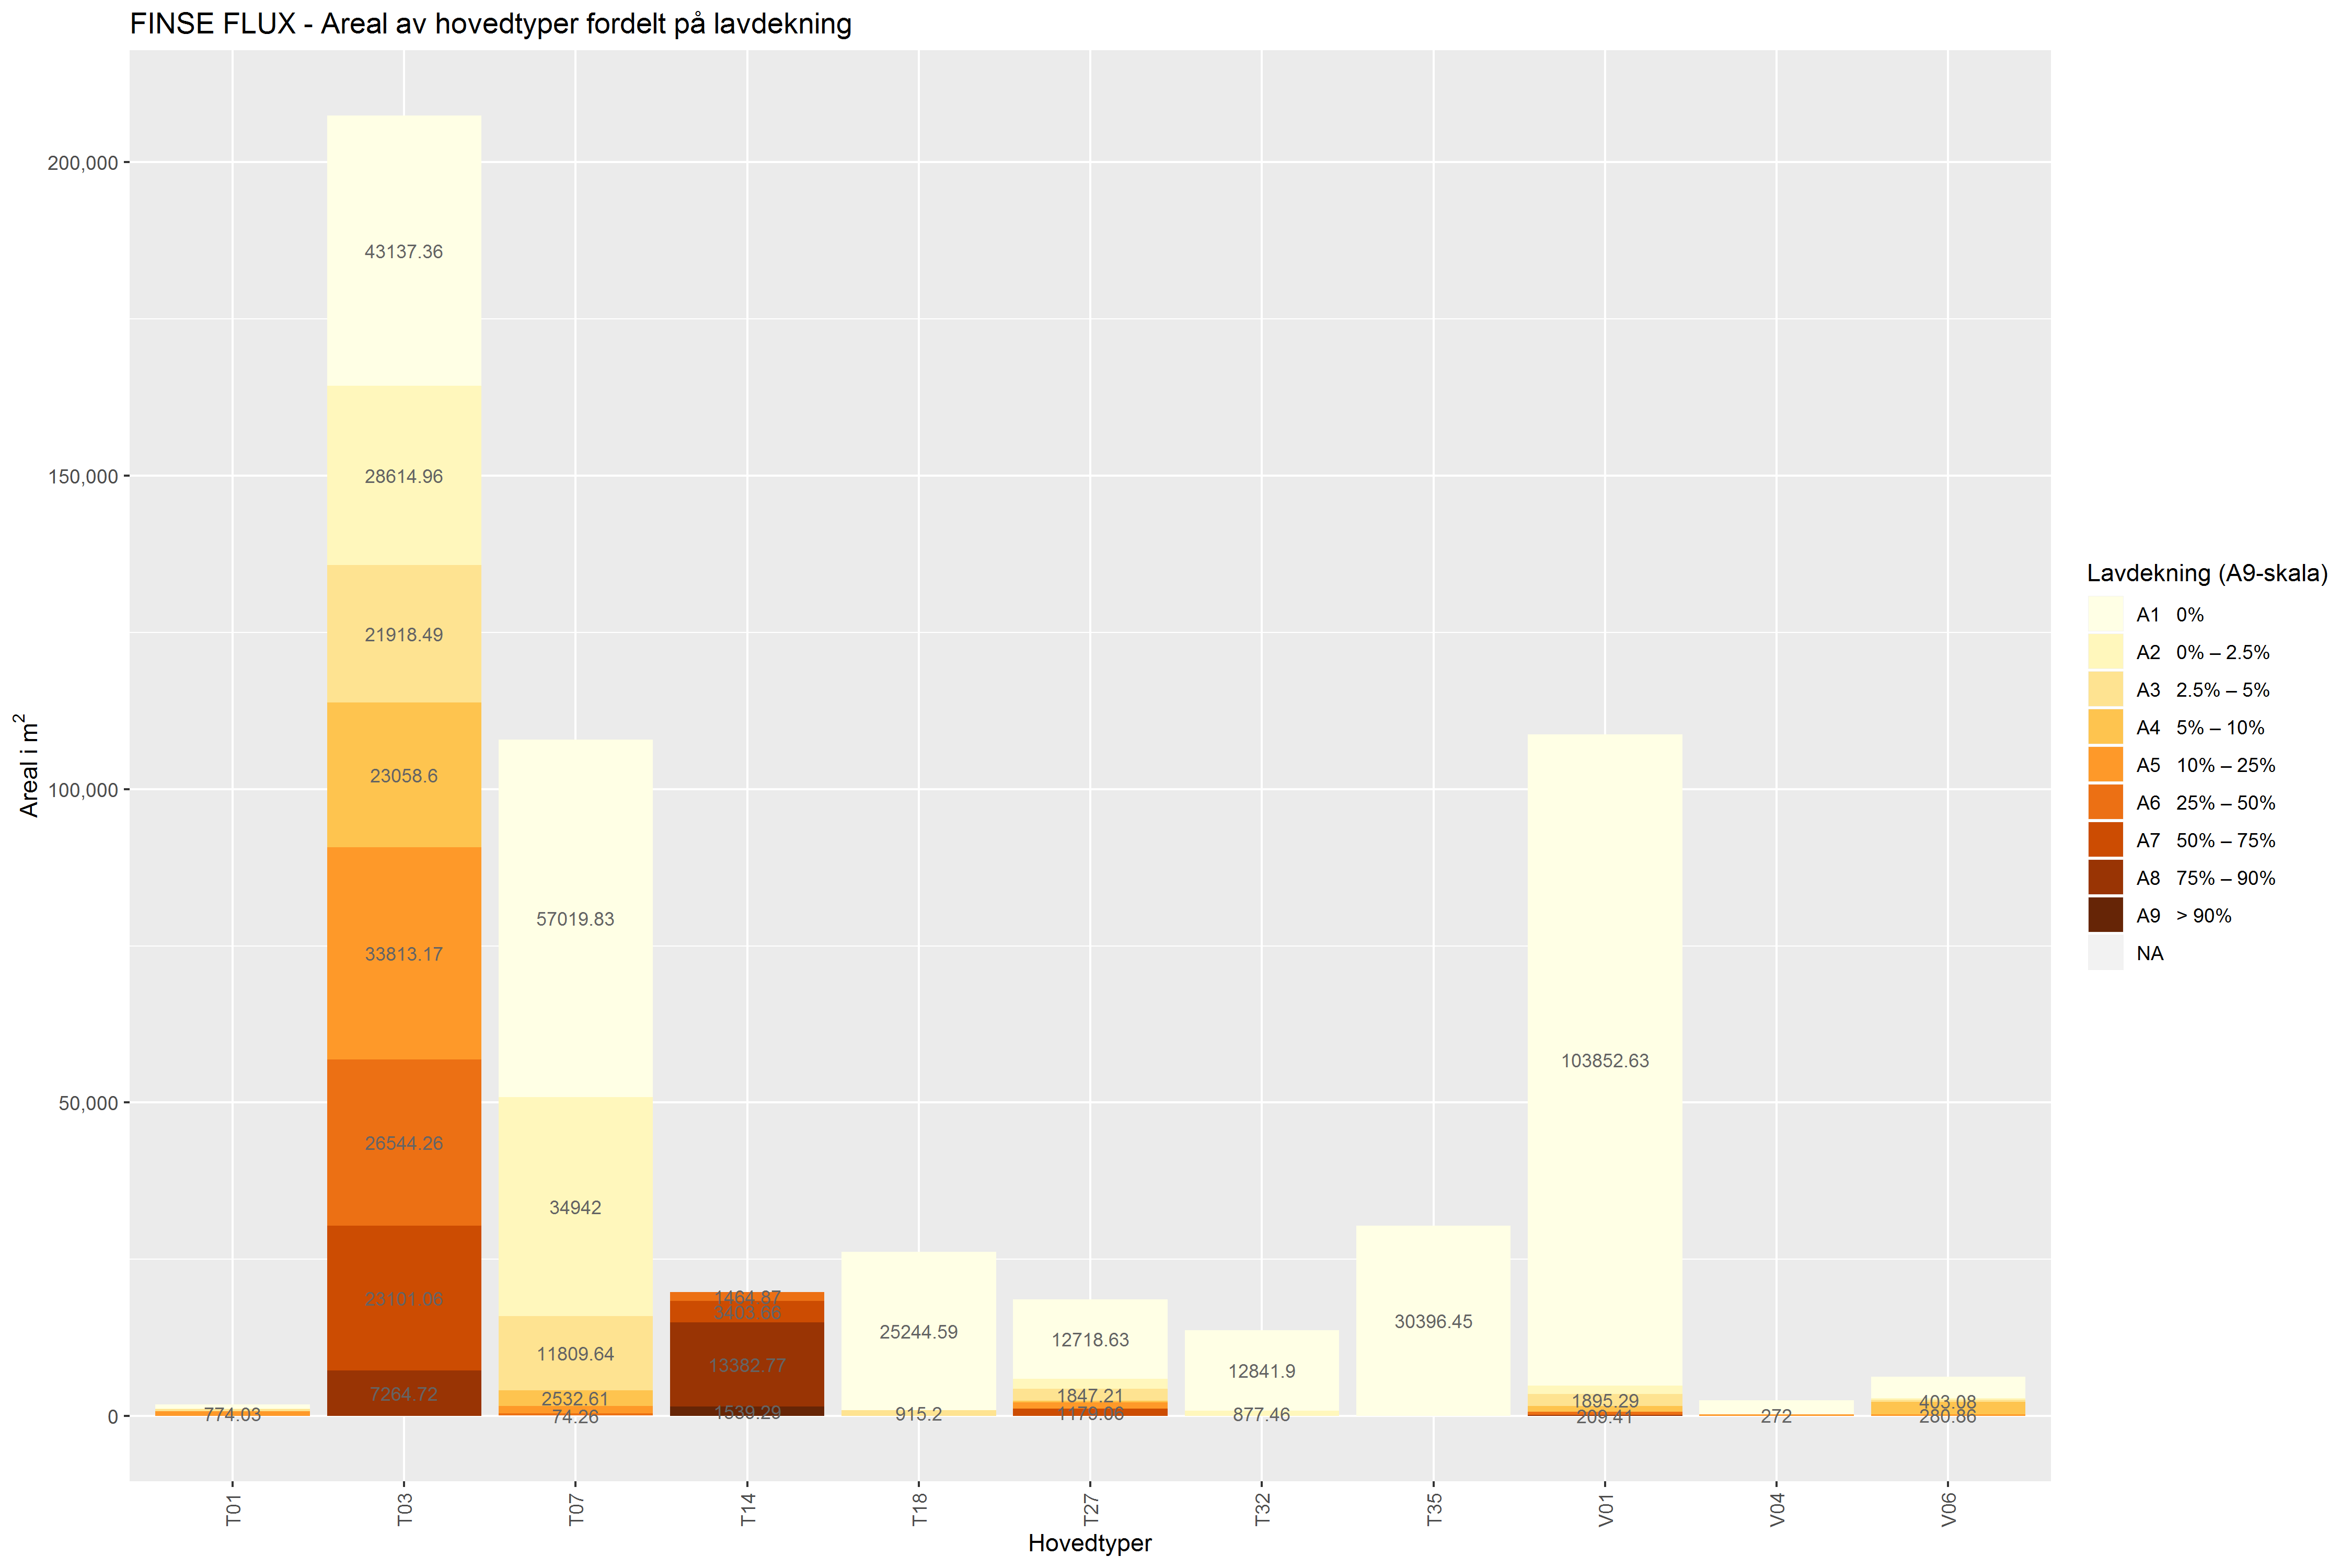 FINSE FLUX - Areal av hovedtyper fordelt på lavdekning
Areal i m²
200,000
150,000
100,000
50,000
0
43137.36
28614.96
21918.49
23058.6
33813.17
26544.26
23101.06
7264.72
774.03
57019.83
34942
11809.64
2532.61
74.26
1464.87
3403.66
13382.77
1539.29
25244.59
915.2
12718.63
1847.21
12841.9
877.46
30396.45
103852.63
1895.29
209.41
272
403.08
280.86
T01
T03
T07
T14
T18
T27
T32
T35
V01
V04
V06
Hovedtyper
Lavdekning (A9-skala)
A1 0%
A2 0% – 2.5%
A3 2.5% – 5%
A4 5% – 10%
A5 10% – 25%
A6 25% – 50%
A7 50% – 75%
A8 75% – 90%
A9 > 90%
NA